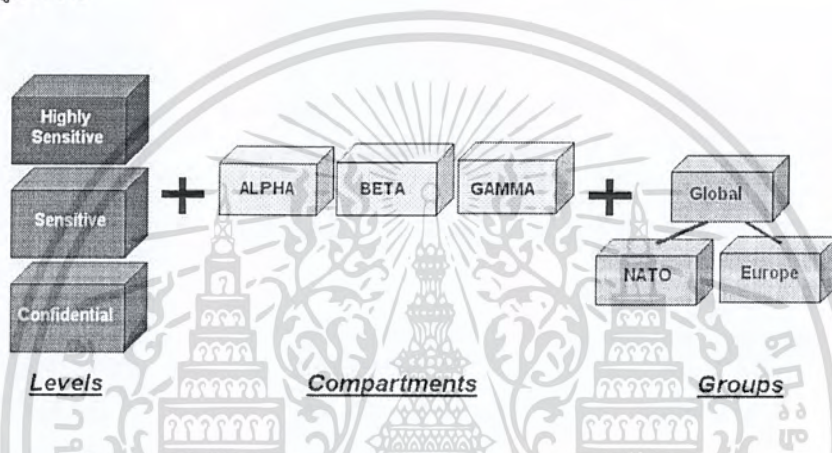 Highly
Sensitive
Sensitive
Confidential
ALPHA
BETA
GAMMA
Global
NATO
Europe
Levels
Compartments
Groups